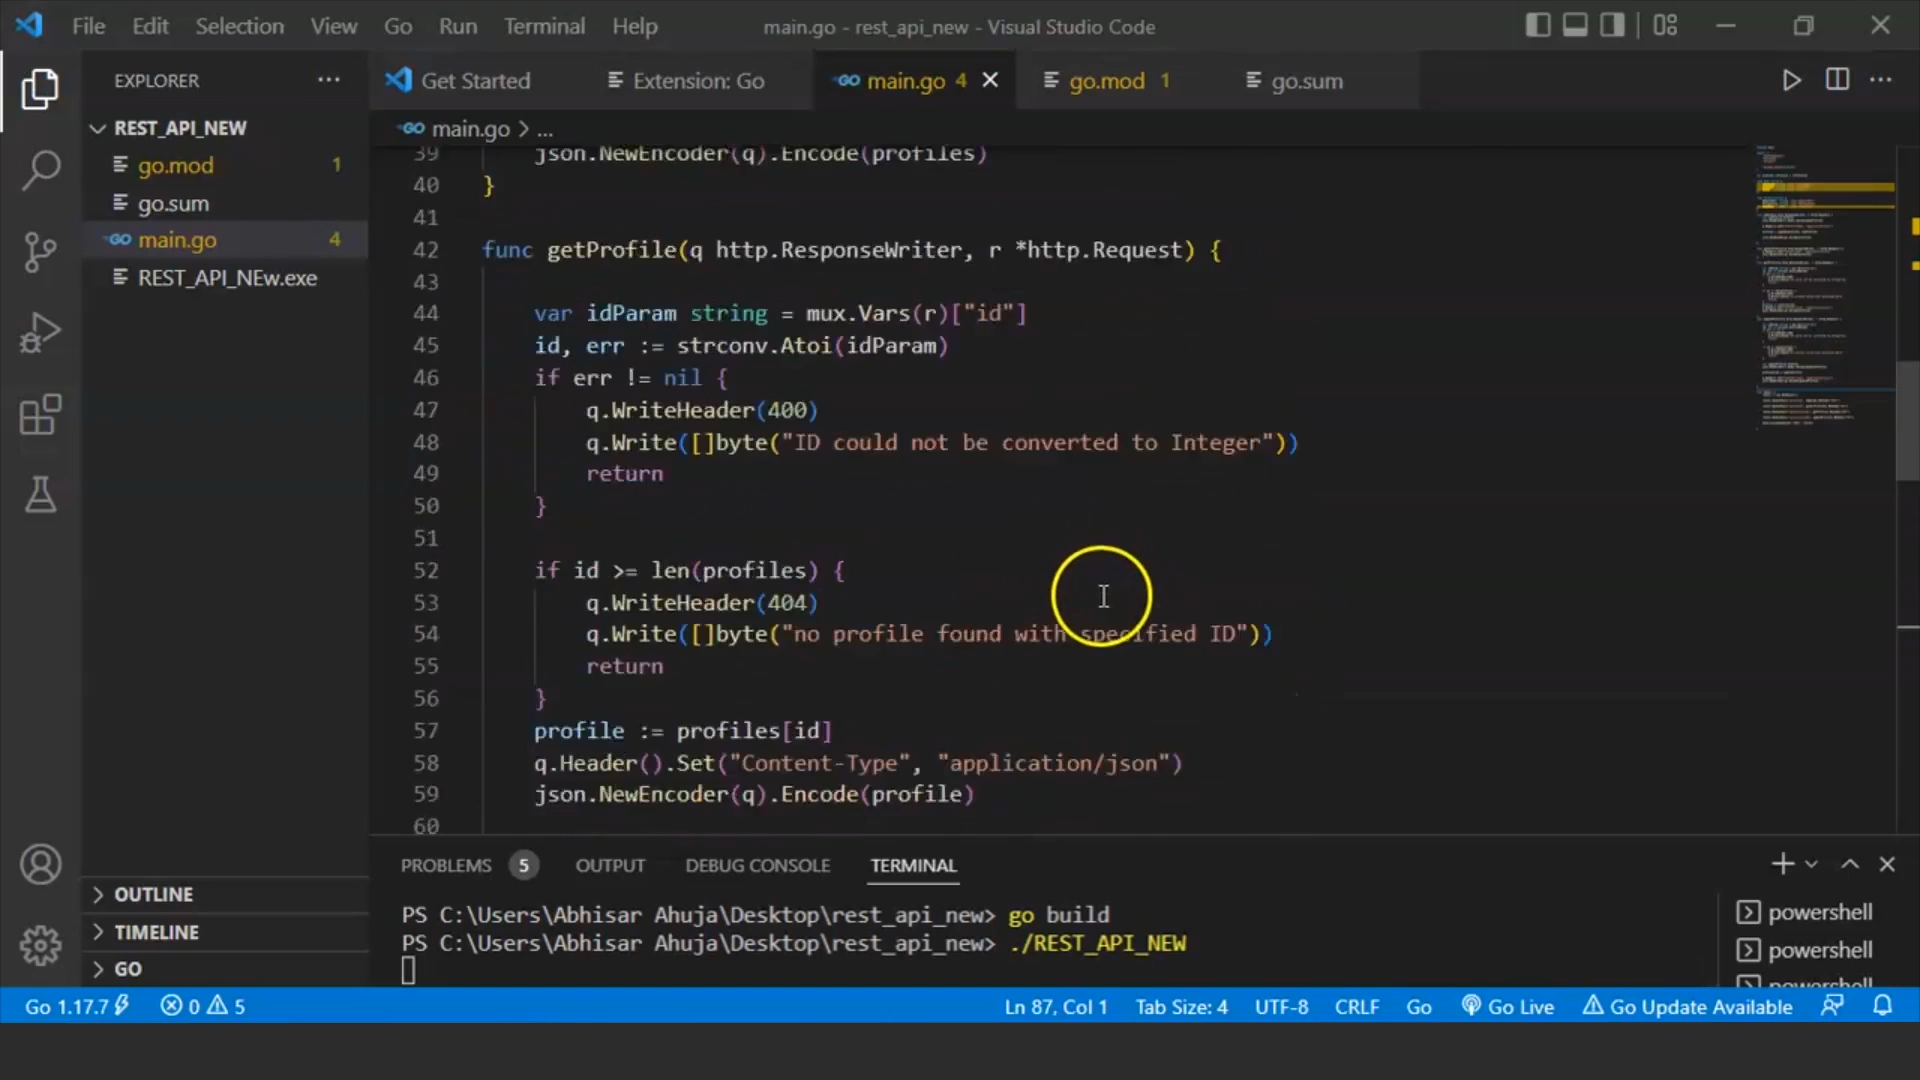 File Edit Selection View Go Run Terminal Help main.go - rest_api_new - Visual Studio Code
EXPLORER
REST_API_NEW
go.mod 1
go.sum
main.go 4
REST_API_NEw.exe
OUTLINE
TIMELINE
GO
Get Started Extension: Go main.go 4 go.mod 1 go.sum
main.go > ...
39 json.NewEncoder(q).Encode(profiles)
40 }
41
42 func getProfile(q http.ResponseWriter, r *http.Request) {
43
44 var idParam string = mux.Vars(r)["id"]
45 id, err := strconv.Atoi(idParam)
46 if err != nil {
47 q.WriteHeader(400)
48 q.Write([]byte("ID could not be converted to Integer"))
49 return
50 }
51
52 if id >= len(profiles) {
53 q.WriteHeader(404)
54 q.Write([]byte("no profile found with specified ID"))
55 return
56 }
57 profile := profiles[id]
58 q.Header().Set("Content-Type", "application/json")
59 json.NewEncoder(q).Encode(profile)
60
PROBLEMS 5 OUTPUT DEBUG CONSOLE TERMINAL
PS C:\Users\Abhisar Ahuja\Desktop\rest_api_new> go build
PS C:\Users\Abhisar Ahuja\Desktop\rest_api_new> ./REST_API_NEW
powershell
powershell
powershell
Go 1.17.7 0 5 Ln 87, Col 1 Tab Size: 4 UTF-8 CRLF Go Go Live Go Update Available